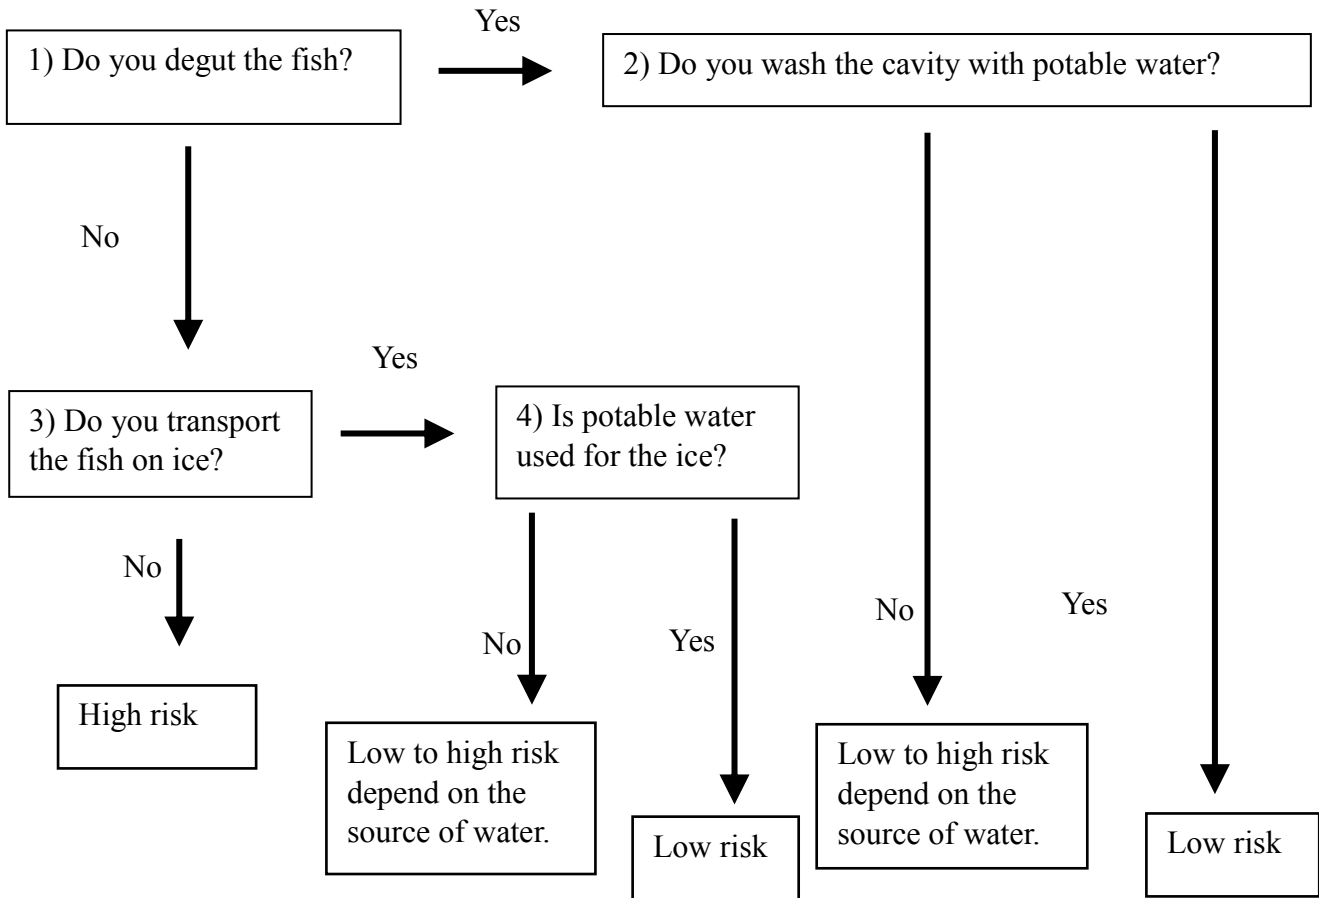 Yes
1) Do you degut the fish?
2) Do you wash the cavity with potable water?
No
Yes
3) Do you transport
the fish on ice?
4) Is potable water
used for the ice?
No
No
Yes
No
Yes
High risk
Low to high risk
depend on the
source of water.
Low risk
Low to high risk
depend on the
source of water.
Low risk